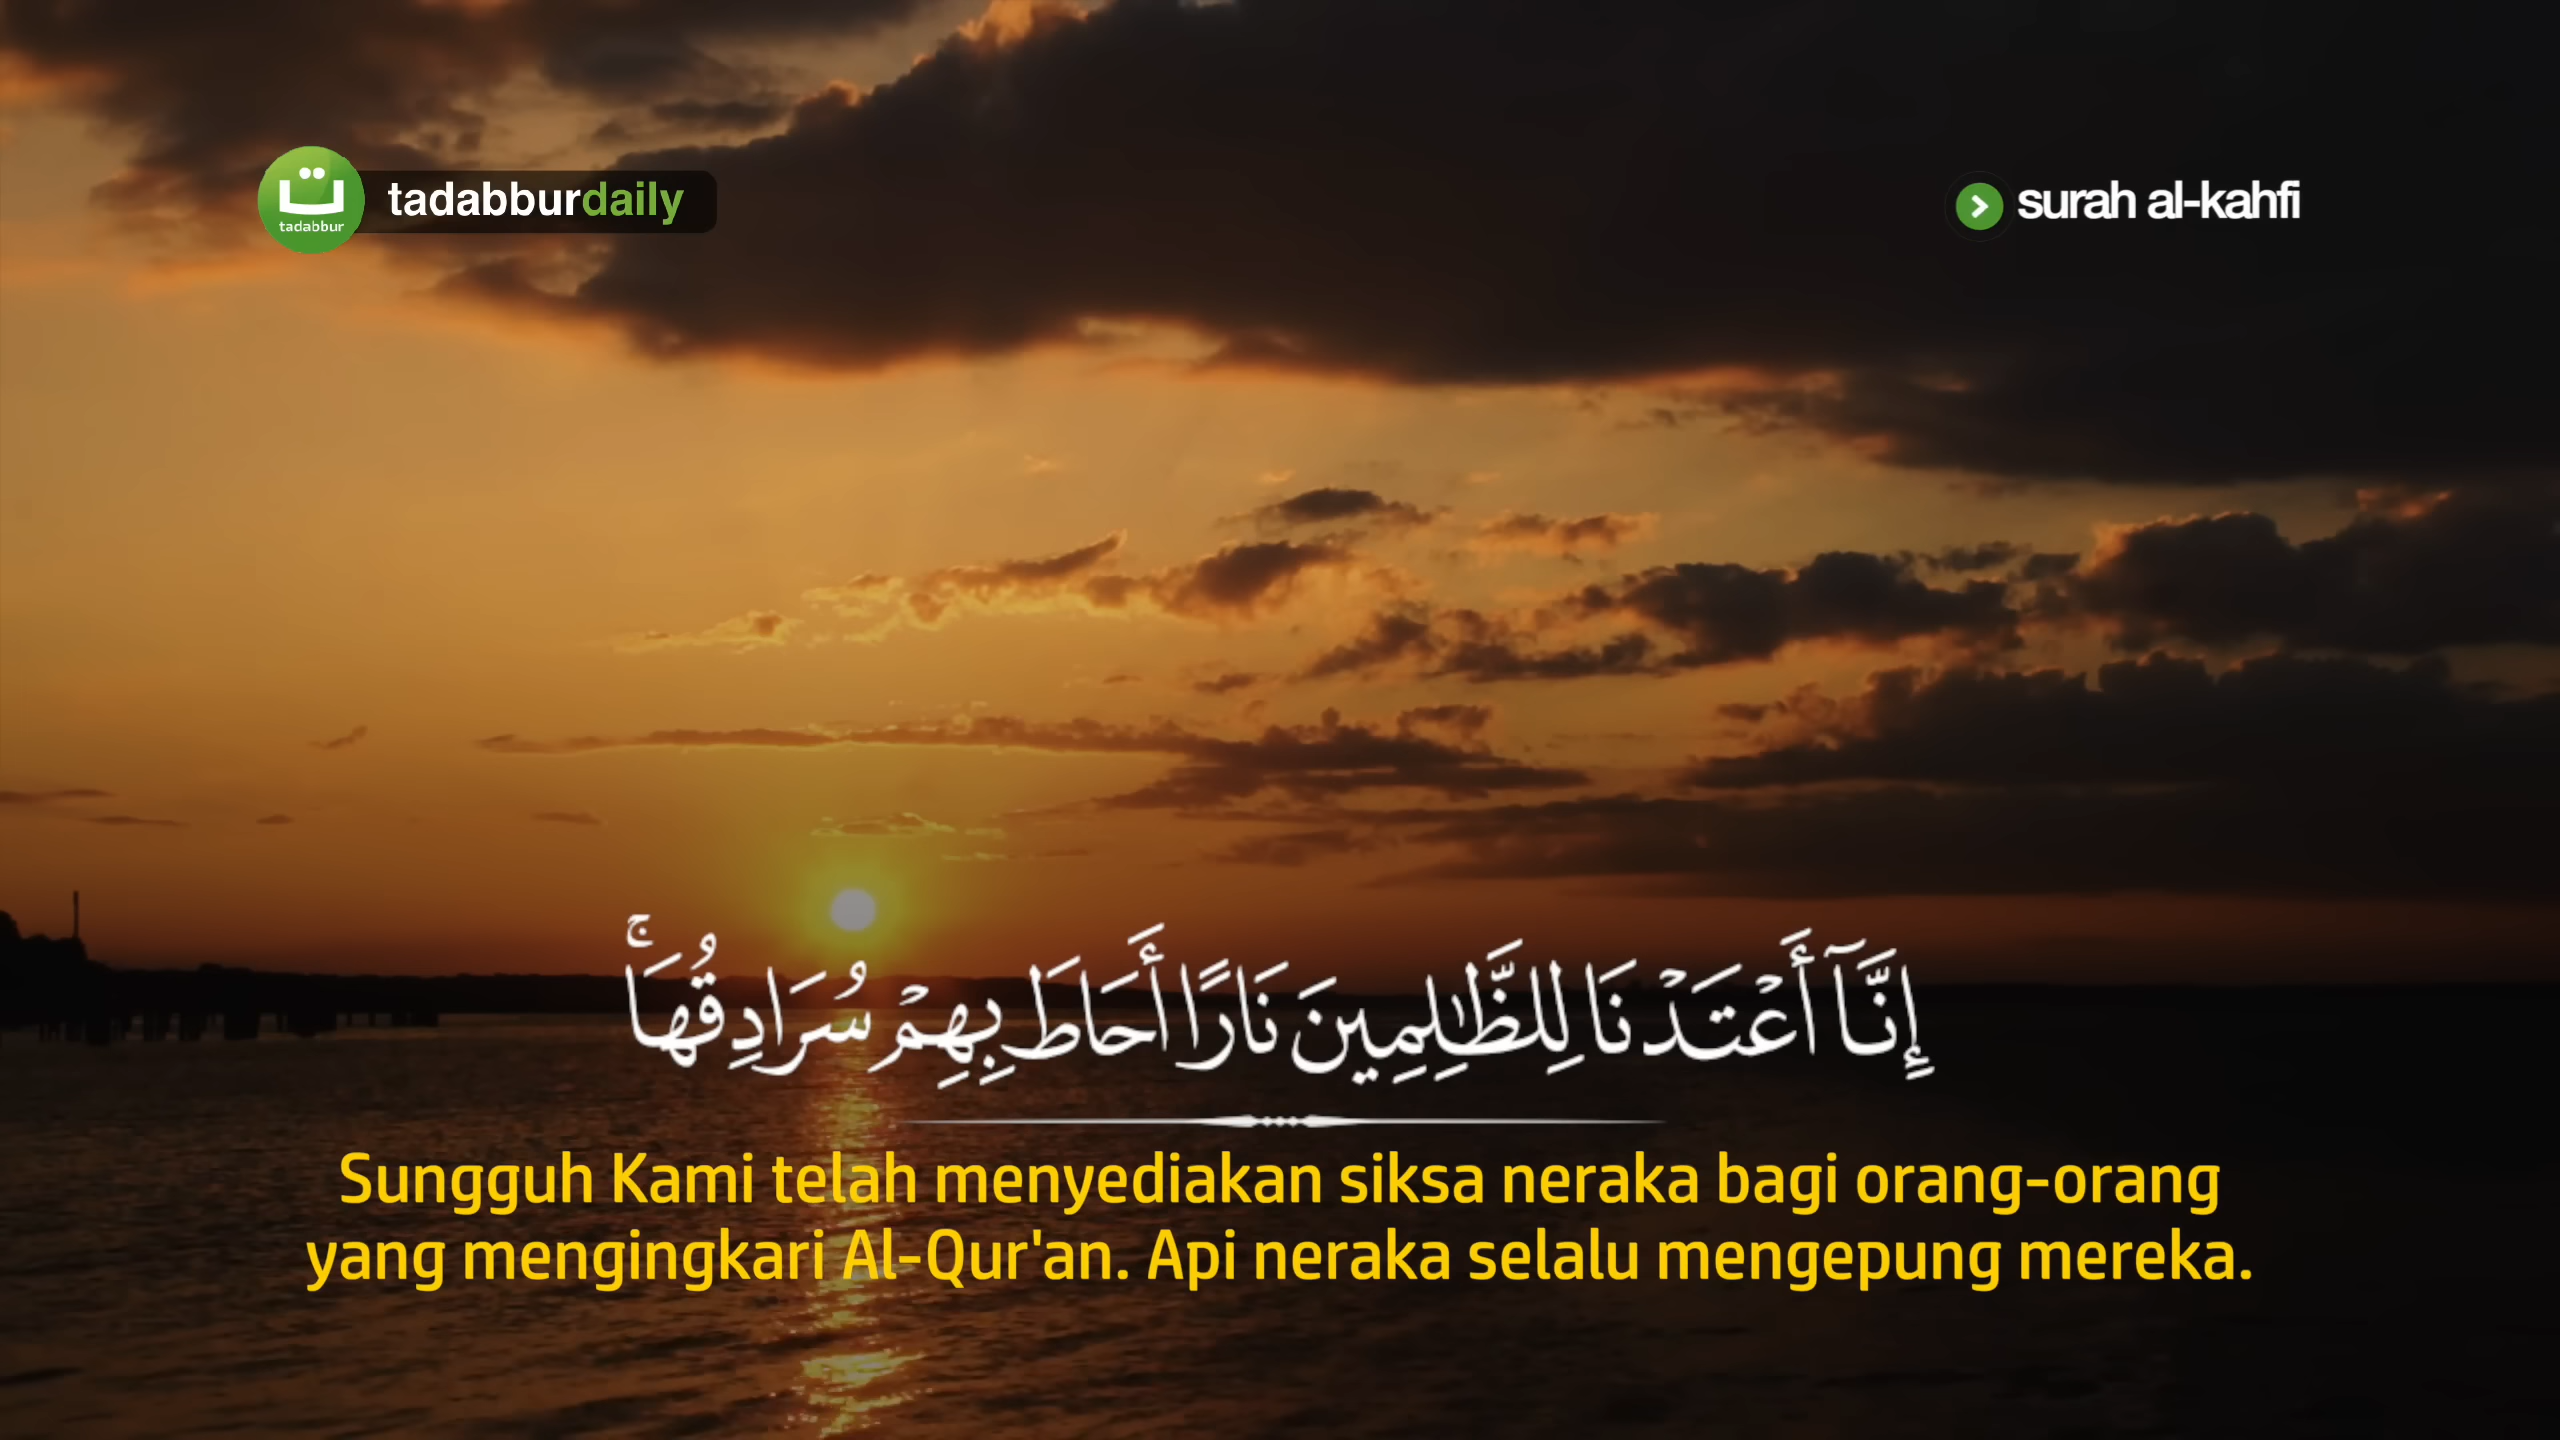 ت
tadabbur
tadabburdaily
surah al-kahfi
إِنَّآ أَعْتَدْنَا لِلظَّٰلِمِينَ نَارًا أَحَاطَ بِهِمْ سُرَادِقُهَا ۚ
Sungguh Kami telah menyediakan siksa neraka bagi orang-orang
yang mengingkari Al-Qur'an. Api neraka selalu mengepung mereka.